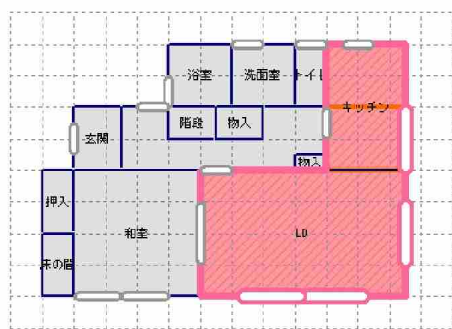 浴室 洗面室 トイレ
キッチン
玄関 階段 物入
物入
押入
和室 LD
床の間